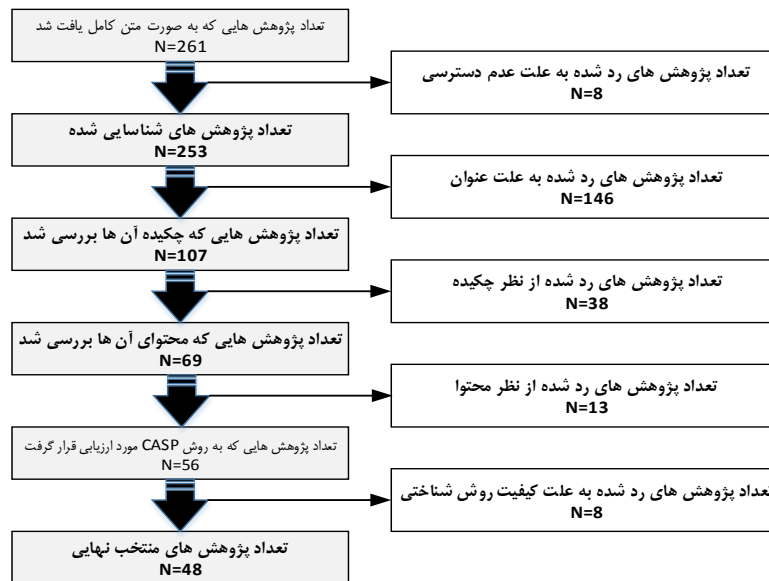 تعداد پژوهش هایی که به صورت متن کامل یافت شد
N=261
تعداد پژوهش های رد شده به علت عدم دسترسی
N=8
تعداد پژوهش های شناسایی شده
N=253
تعداد پژوهش های رد شده به علت عنوان
N=146
تعداد پژوهش هایی که چکیده آن ها بررسی شد
N=107
تعداد پژوهش های رد شده از نظر چکیده
N=38
تعداد پژوهش هایی که محتوای آن ها بررسی شد
N=69
تعداد پژوهش های رد شده از نظر محتوا
N=13
تعداد پژوهش هایی که به روش CASP مورد ارزیابی قرار گرفت
N=56
تعداد پژوهش های رد شده به علت کیفیت روش شناختی
N=8
تعداد پژوهش های منتخب نهایی
N=48